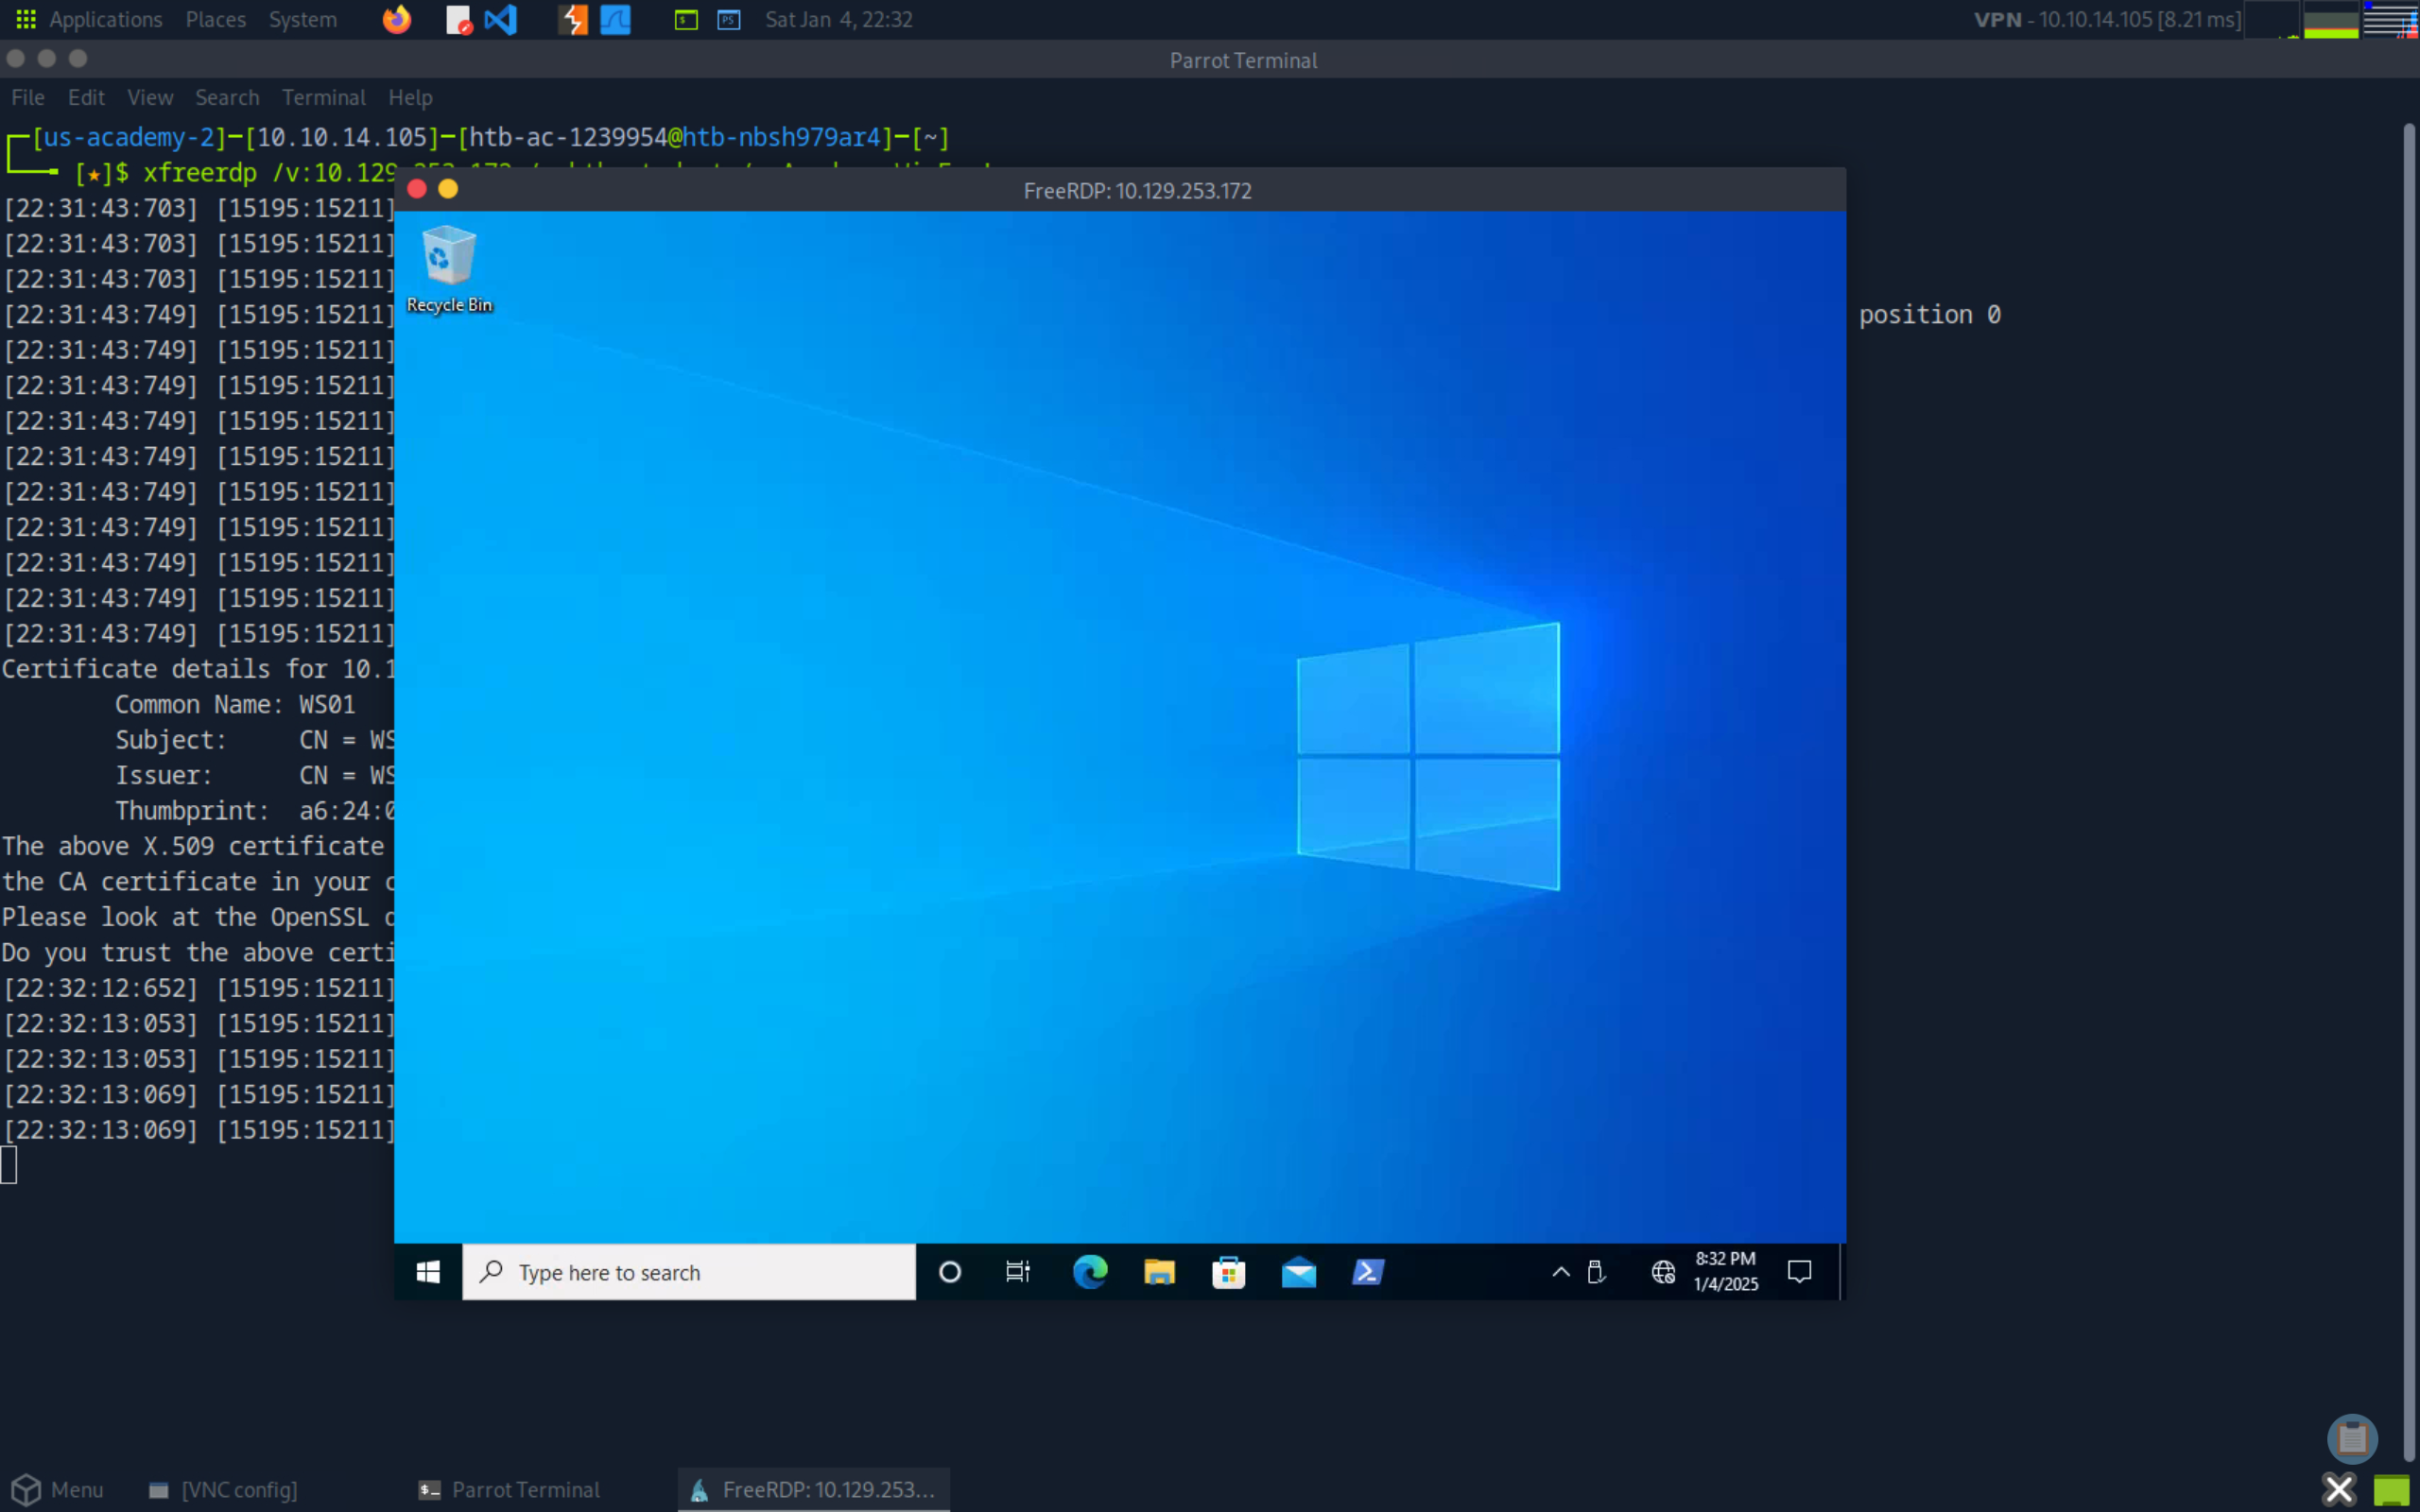 Applications Places System Sat Jan 4, 22:32 VPN - 10.10.14.105 [8.21 ms]
Parrot Terminal
File Edit View Search Terminal Help
┌─[us-academy-2]─[10.10.14.105]─[htb-ac-1239954@htb-nbsh979ar4]─[~]
└──╼ [★]$ xfreerdp /v:10.129
FreeRDP: 10.129.253.172
[22:31:43:703] [15195:15211]
[22:31:43:703] [15195:15211]
[22:31:43:703] [15195:15211]
Recycle Bin
[22:31:43:749] [15195:15211] position 0
[22:31:43:749] [15195:15211]
[22:31:43:749] [15195:15211]
[22:31:43:749] [15195:15211]
[22:31:43:749] [15195:15211]
[22:31:43:749] [15195:15211]
[22:31:43:749] [15195:15211]
[22:31:43:749] [15195:15211]
[22:31:43:749] [15195:15211]
[22:31:43:749] [15195:15211]
Certificate details for 10.1
Common Name: WS01
Subject: CN = WS
Issuer: CN = WS
Thumbprint: a6:24:0
The above X.509 certificate
the CA certificate in your
Please look at the OpenSSL
Do you trust the above certi
[22:32:12:652] [15195:15211]
[22:32:13:053] [15195:15211]
[22:32:13:053] [15195:15211]
[22:32:13:069] [15195:15211]
[22:32:13:069] [15195:15211]
Type here to search
8:32 PM
1/4/2025
Menu [VNC config] Parrot Terminal FreeRDP: 10.129.253...